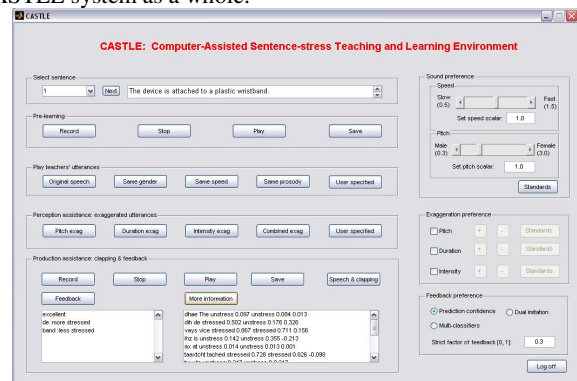 CASTLE system as a whole.
CASTLE
CASTLE: Computer-Assisted Sentence-stress Teaching and Learning Environment
Select sentence
1 Next The device is attached to a plastic wristband.
Pre-learning
Record Stop Play Save
Play teachers' utterances
Original speech Same gender Same speed Same prosody User specified
Perception assistance: exaggerated utterances
Pitch exag Duration exag Intensity exag Combined exag User specified
Production assistance: clapping & feedback
Record Stop Play Save Speech & clapping
Feedback More information
excellent
de :more stressed
band :less stressed
dhae The unstress 0.097 unstress 0.084 0.013
dih de stressed 0.502 unstress 0.176 0.326
vays vice stressed 0.867 stressed 0.711 0.156
ihz is unstress 0.142 unstress 0.355 -0.213
ax at unstress 0.014 unstress 0.013 0.001
tached stressed 0.728 stressed 0.826 -0.098
Sound preference
Speed
Slow Fast
(0.5) (1.5)
Set speed scalar: 1.0
Pitch
Male Female
(0.3) (3.0)
Set pitch scalar: 1.0
Standards
Exaggeration preference
Pitch + - Standards
Duration + - Standards
Intensity + - Standards
Feedback preference
Prediction confidence Dual imitation
Multi-classifiers
Strict factor of feedback [0, 1]: 0.3
Log off